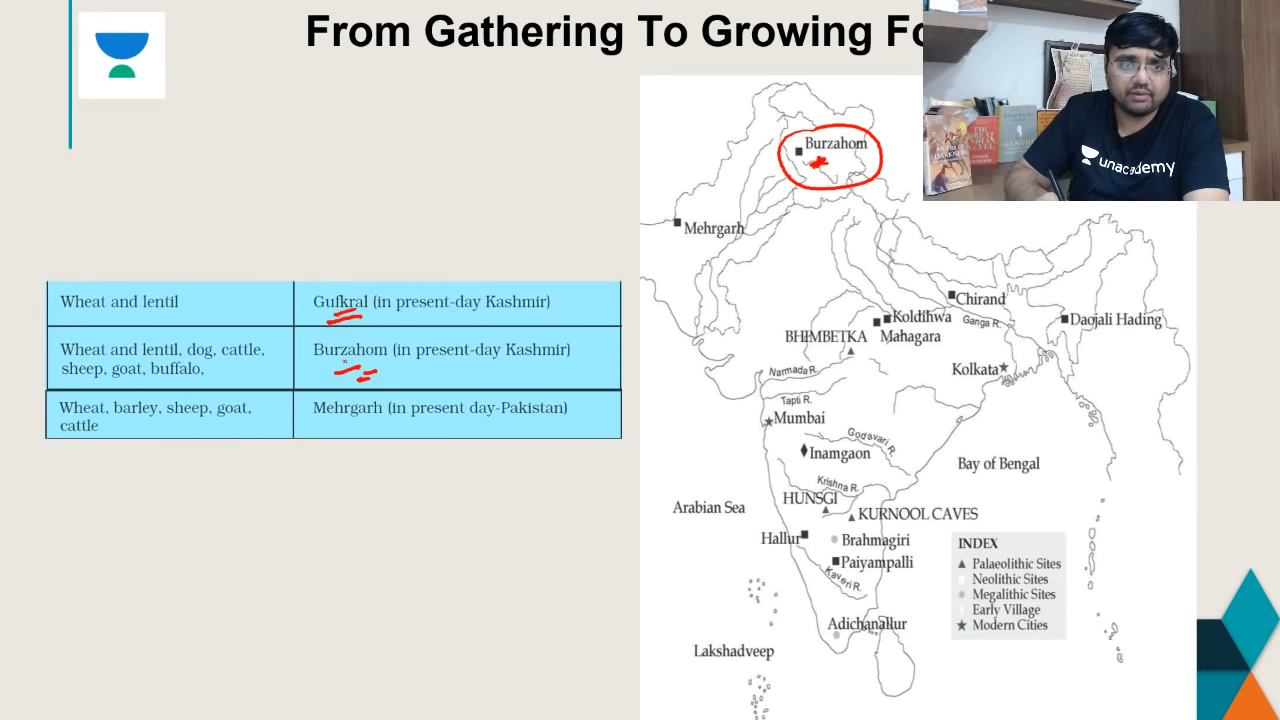 From Gathering To Growing Fo
unacademy
Wheat and lentil
Gufkral (in present-day Kashmir)
Wheat and lentil, dog, cattle,
sheep, goat, buffalo,
Burzahom (in present-day Kashmir)
Wheat, barley, sheep, goat,
cattle
Mehrgarh (in present day-Pakistan)
Burzahom
Mehrgarh
Chirand
Koldihwa
Ganga R.
Daojali Hading
BHIMBETKA
Mahagara
Kolkata
Narmada R.
Tapti R.
Mumbai
Godavari R.
Inamgaon
Bay of Bengal
Krishna R.
HUNSGI
Arabian Sea
KURNOOL CAVES
Hallur
Brahmagiri
Paiyampalli
Kaveri R.
Adichanallur
Lakshadweep
INDEX
Palaeolithic Sites
Neolithic Sites
Megalithic Sites
Early Village
Modern Cities